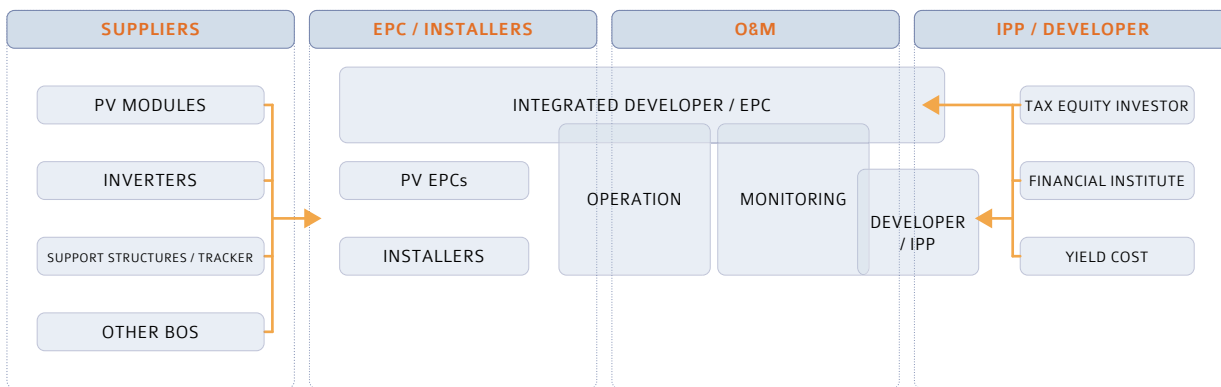 SUPPLIERS
EPC / INSTALLERS
O&M
IPP / DEVELOPER
PV MODULES
INVERTERS
SUPPORT STRUCTURES / TRACKER
OTHER BOS
INTEGRATED DEVELOPER / EPC
PV EPCs
INSTALLERS
OPERATION
MONITORING
DEVELOPER
/ IPP
TAX EQUITY INVESTOR
FINANCIAL INSTITUTE
YIELD COST